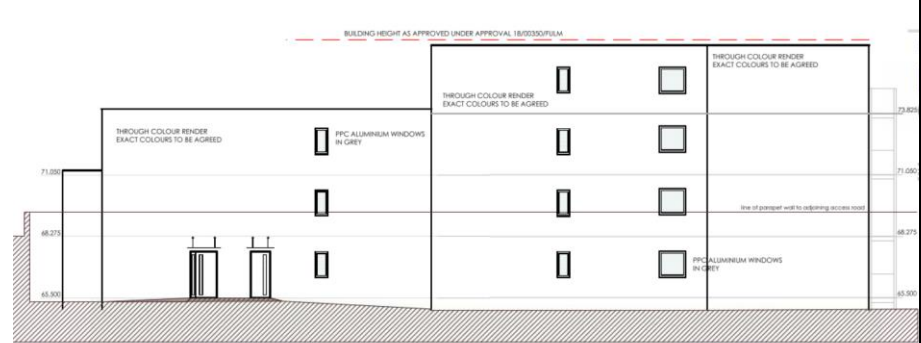 BUILDING HEIGHT AS APPROVED UNDER APPROVAL 18/00350/FULM
THROUGH COLOUR RENDER
EXACT COLOURS TO BE AGREED
THROUGH COLOUR RENDER
EXACT COLOURS TO BE AGREED
73.825
THROUGH COLOUR RENDER
EXACT COLOURS TO BE AGREED
PPC ALUMINIUM WINDOWS
IN GREY
71.050
71.050
line of parapet wall to adjoining access road
68.275
68.275
PPC ALUMINIUM WINDOWS
IN GREY
65.500
65.500